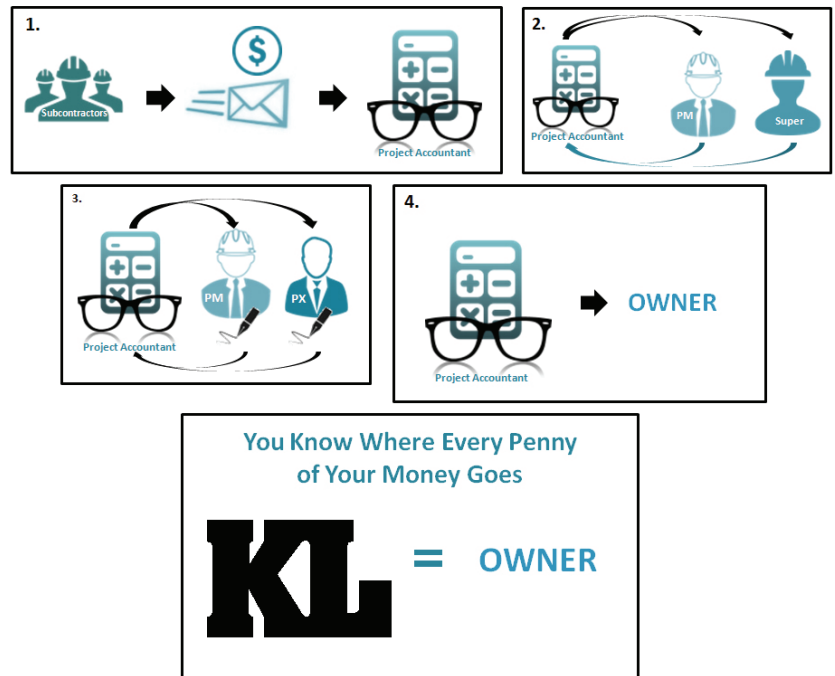 1.
$
Subcontractors
Project Accountant
2.
PM
Super
Project Accountant
3.
PM
PX
Project Accountant
4.
OWNER
Project Accountant
You Know Where Every Penny
of Your Money Goes
KL = OWNER